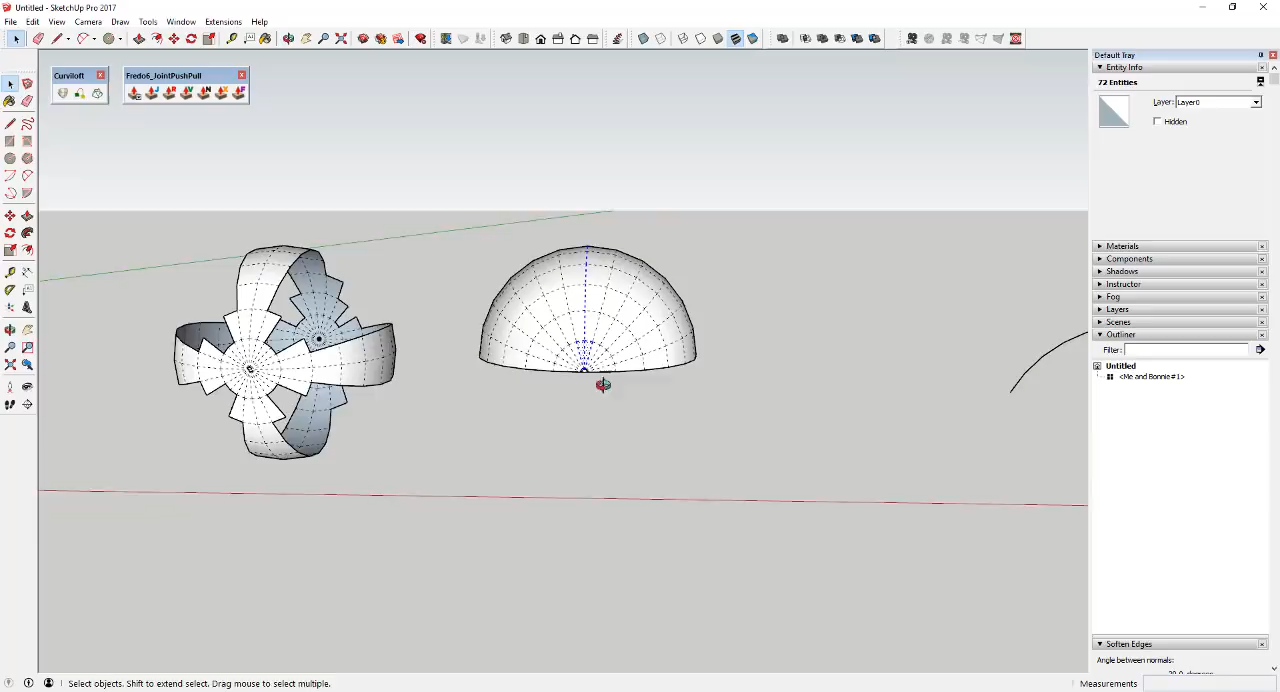 Untitled - SketchUp Pro 2017
File Edit View Camera Draw Tools Window Extensions Help
Curviloft
Fredo6_JointPushPull
J R V N X F
Default Tray
Entity Info
72 Entities
Layer: Layer0
Hidden
Materials
Components
Shadows
Instructor
Fog
Layers
Scenes
Outliner
Filter:
Untitled
<Me and Bonnie#1>
Soften Edges
Angle between normals:
Select objects. Shift to extend select. Drag mouse to select multiple.
Measurements